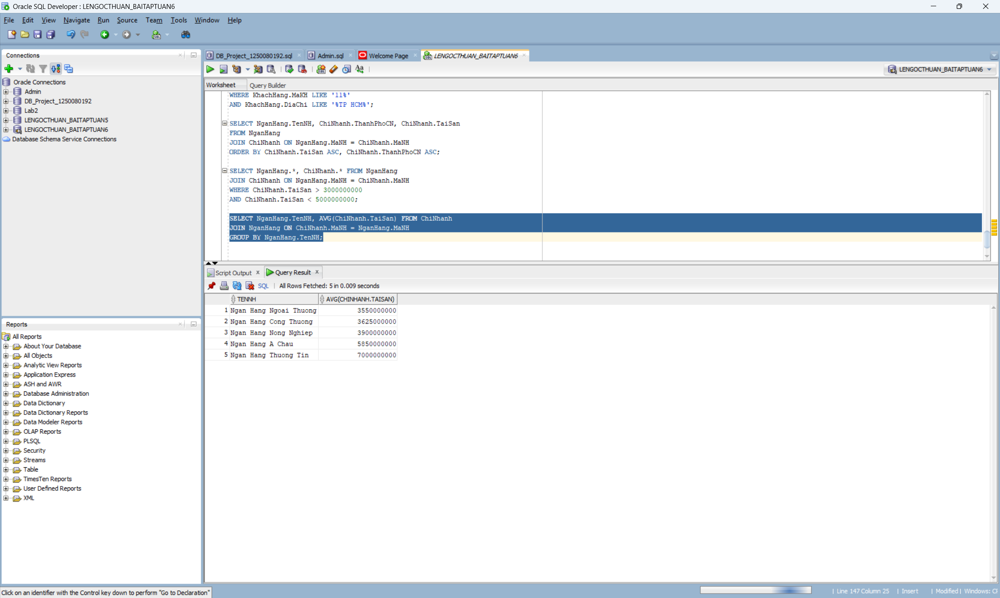 Oracle SQL Developer : LENGOCTHUAN_BAITAPTUAN6
File Edit View Navigate Run Source Team Tools Window Help
Connections
Oracle Connections
Admin
DB_Project_1250080192
Lab2
LENGOCTHUAN_BAITAPTUAN5
LENGOCTHUAN_BAITAPTUAN6
Database Schema Service Connections
Reports
All Reports
About Your Database
All Objects
Analytic View Reports
Application Express
ASH and AWR
Database Administration
Data Dictionary
Data Dictionary Reports
Data Modeler Reports
OLAP Reports
PLSQL
Security
Streams
Table
TimesTen Reports
User Defined Reports
XML
DB_Project_1250080192.sql Admin.sql Welcome Page LENGOCTHUAN_BAITAPTUAN6
LENGOCTHUAN_BAITAPTUAN6
Worksheet Query Builder
WHERE KhachHang.MaKH LIKE '11%'
AND KhachHang.DiaChi LIKE '%TP HCM%';
SELECT NganHang.TenNH, ChiNhanh.ThanhPhoCN, ChiNhanh.TaiSan
FROM NganHang
JOIN ChiNhanh ON NganHang.MaNH = ChiNhanh.MaNH
ORDER BY ChiNhanh.TaiSan ASC, ChiNhanh.ThanhPhoCN ASC;
SELECT NganHang.*, ChiNhanh.* FROM NganHang
JOIN ChiNhanh ON NganHang.MaNH = ChiNhanh.MaNH
WHERE ChiNhanh.TaiSan > 3000000000
AND ChiNhanh.TaiSan < 5000000000;
SELECT NganHang.TenNH, AVG(ChiNhanh.TaiSan) FROM ChiNhanh
JOIN NganHang ON ChiNhanh.MaNH = NganHang.MaNH
GROUP BY NganHang.TenNH;
Script Output Query Result
SQL | All Rows Fetched: 5 in 0.009 seconds
TENNH AVG(CHINHANH.TAISAN)
1 Ngan Hang Ngoai Thuong 3550000000
2 Ngan Hang Cong Thuong 3625000000
3 Ngan Hang Nong Nghiep 3900000000
4 Ngan Hang A Chau 5850000000
5 Ngan Hang Thuong Tin 7000000000
Click on an identifier with the Control key down to perform "Go to Declaration"
| Line 147 Column 25 | Insert | Modified | Windows: